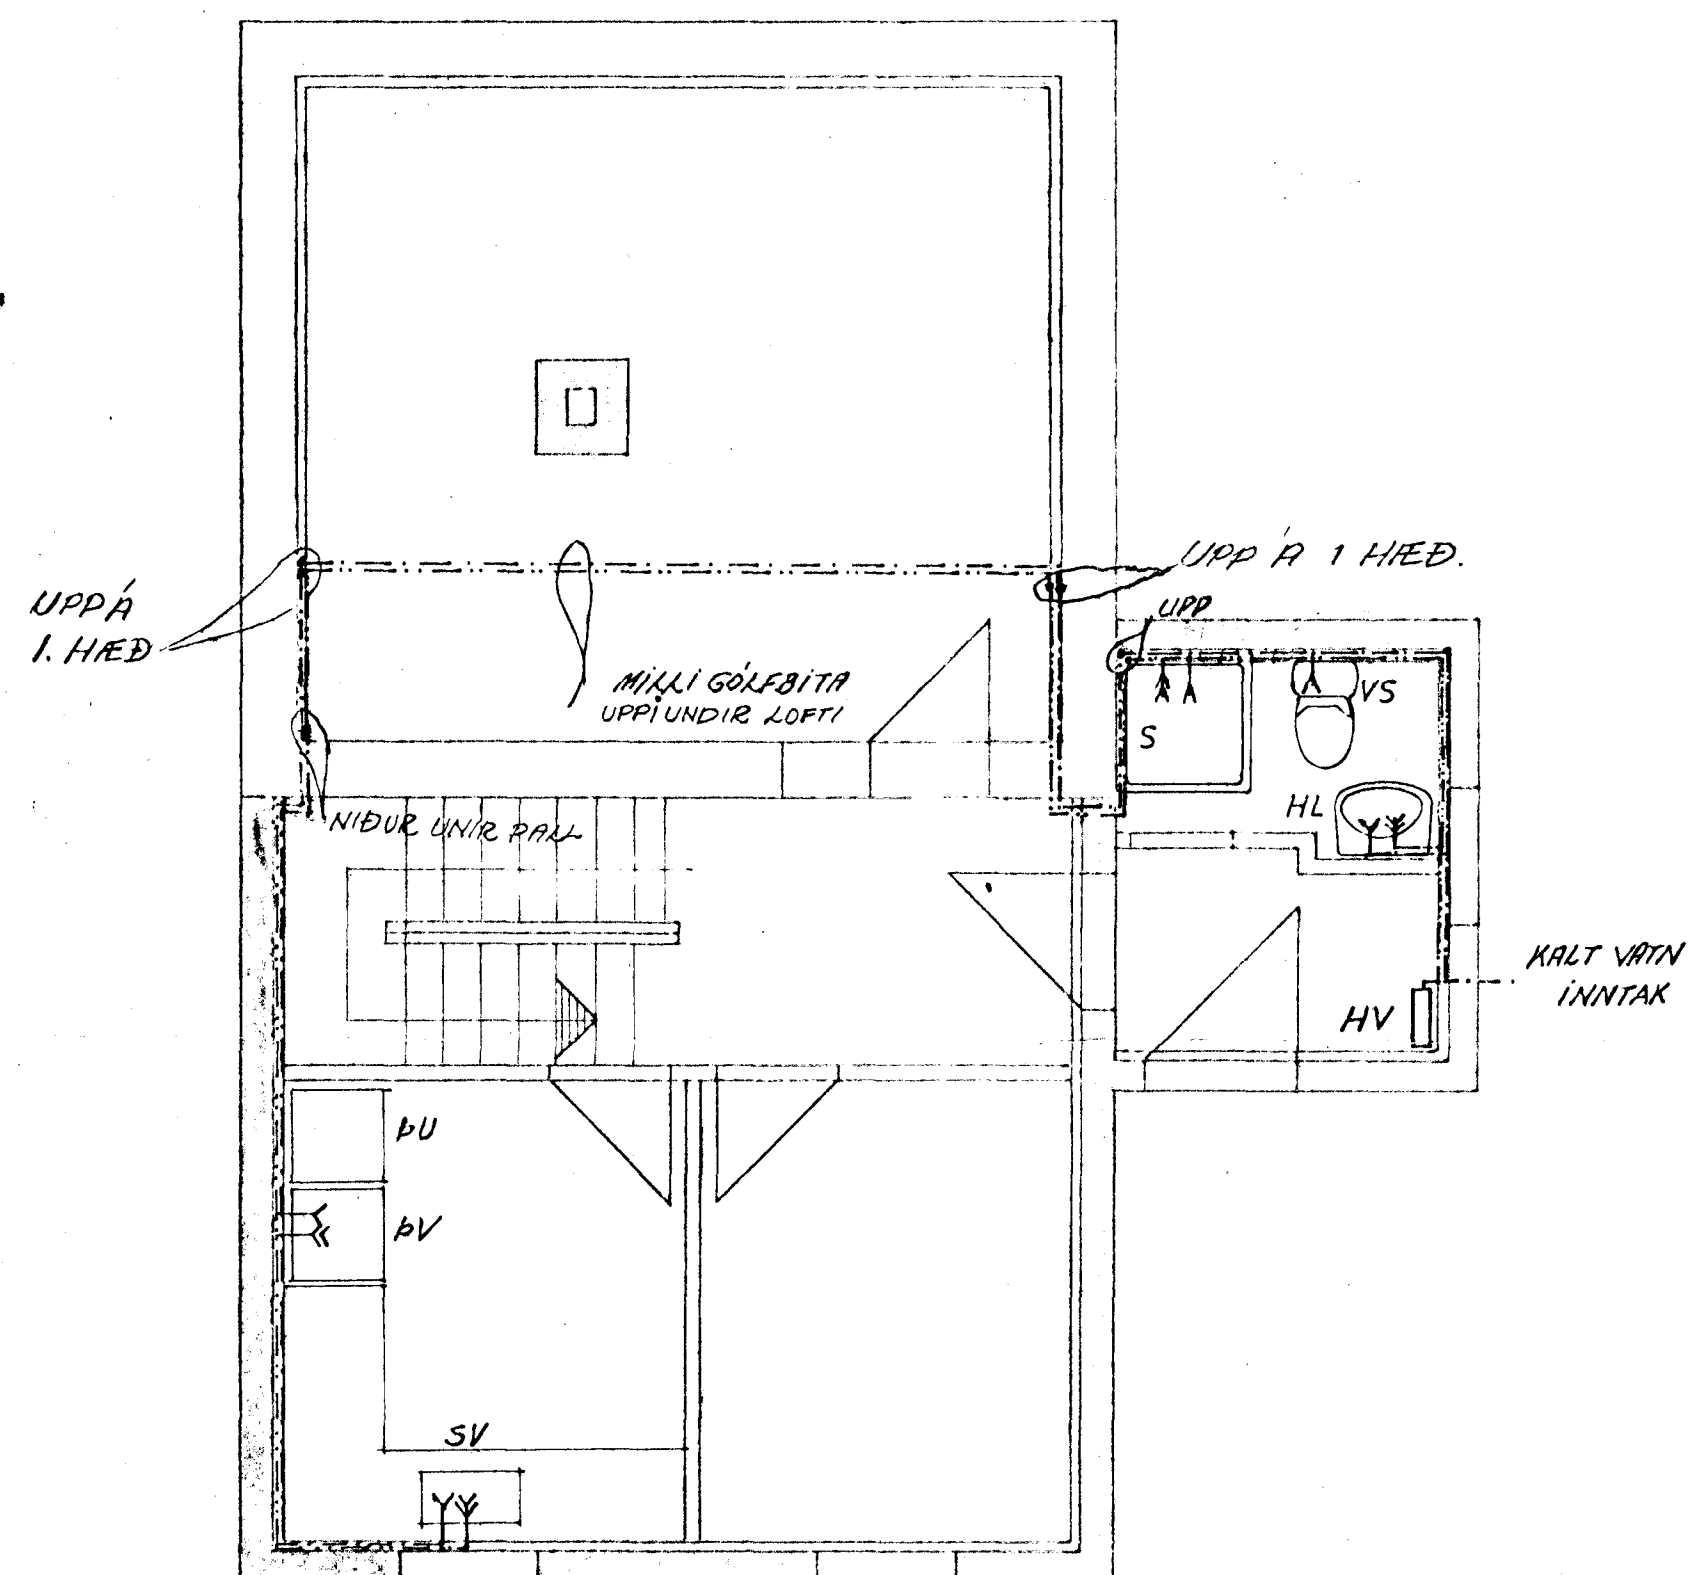 UPP Á 1 HÆÐ.
UPP Á
1. HÆÐ
UPP
MILLI GÓLFBITA
UPPI UNDIR LOFTI
VS
S
HL
NIÐUR UNIR PALL
KALT VATN
INNTAK
HV
ÞU
ÞV
SV